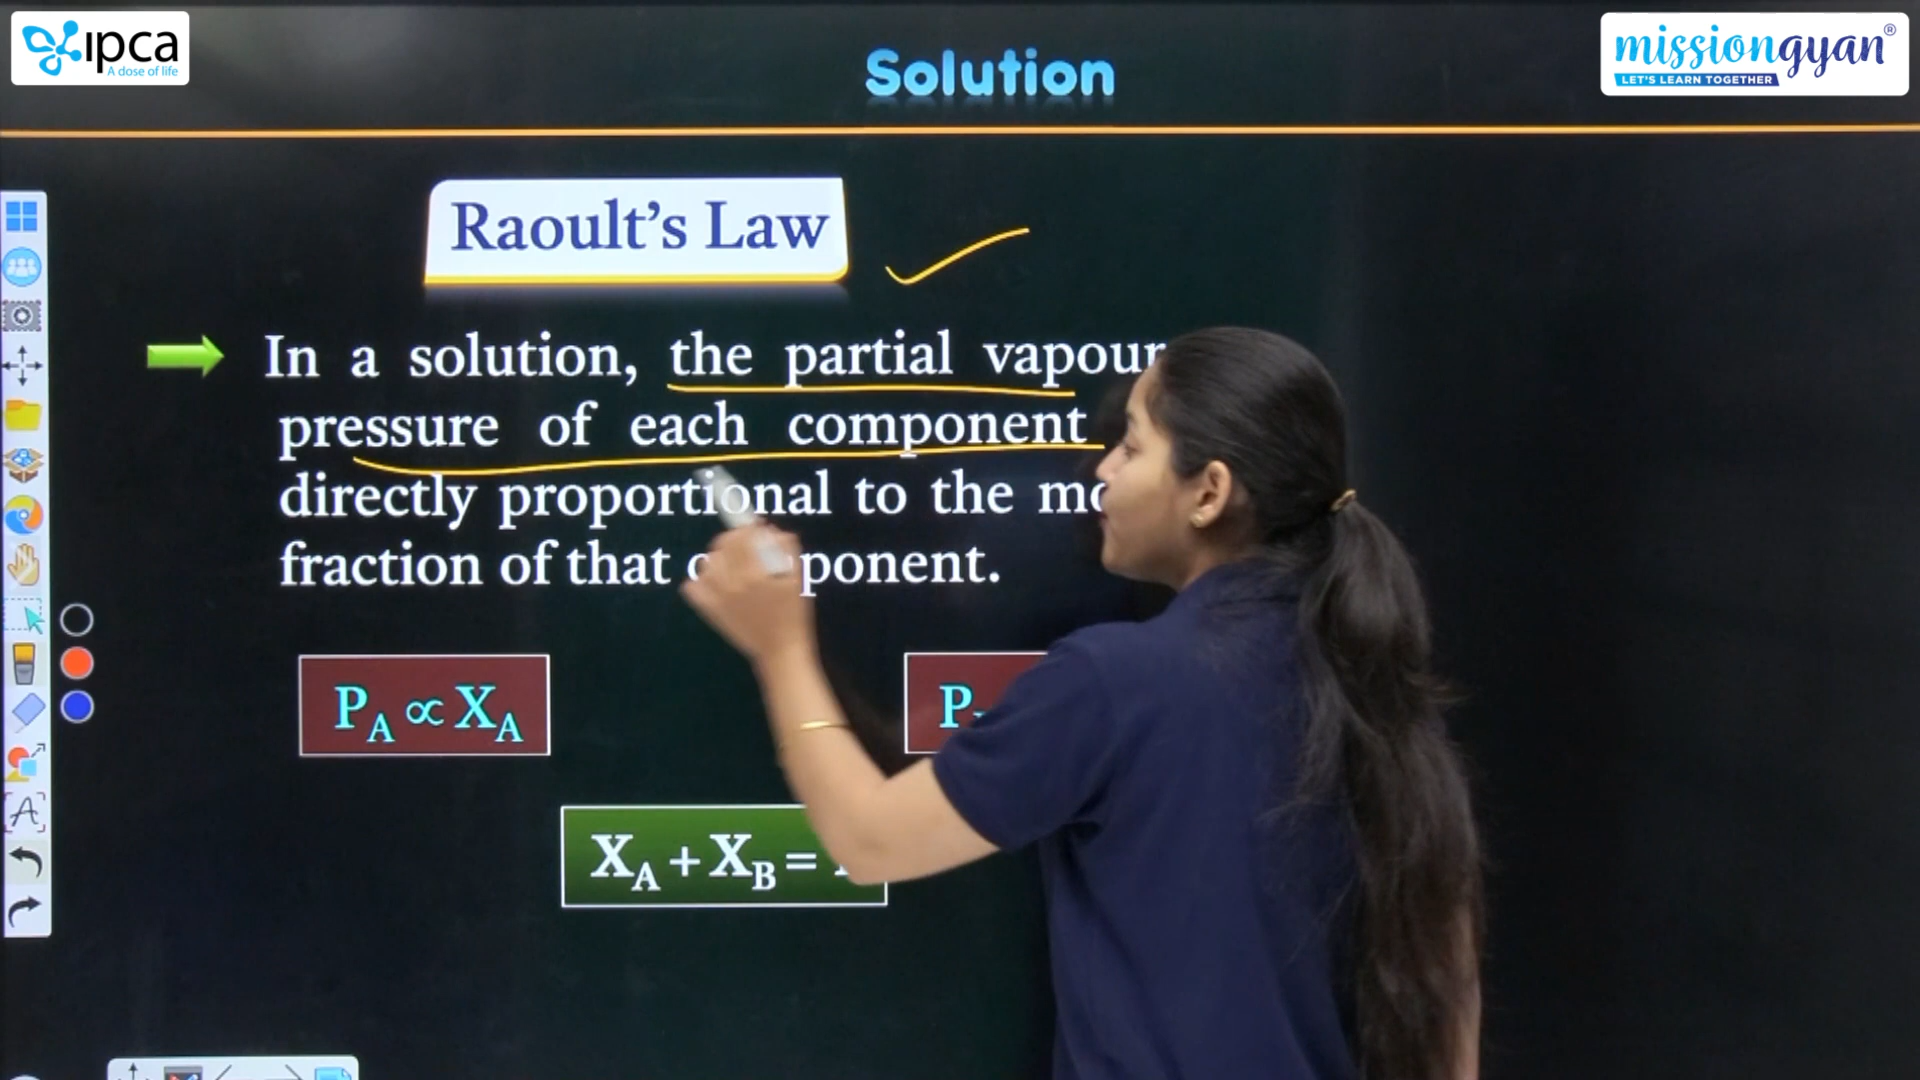 ipca
A dose of life
Solution
missiongyan®
LET'S LEARN TOGETHER
Raoult's Law
In a solution, the partial vapour
pressure of each component
directly proportional to the
fraction of that
P_A ∝ X_A
P
X_A + X_B =